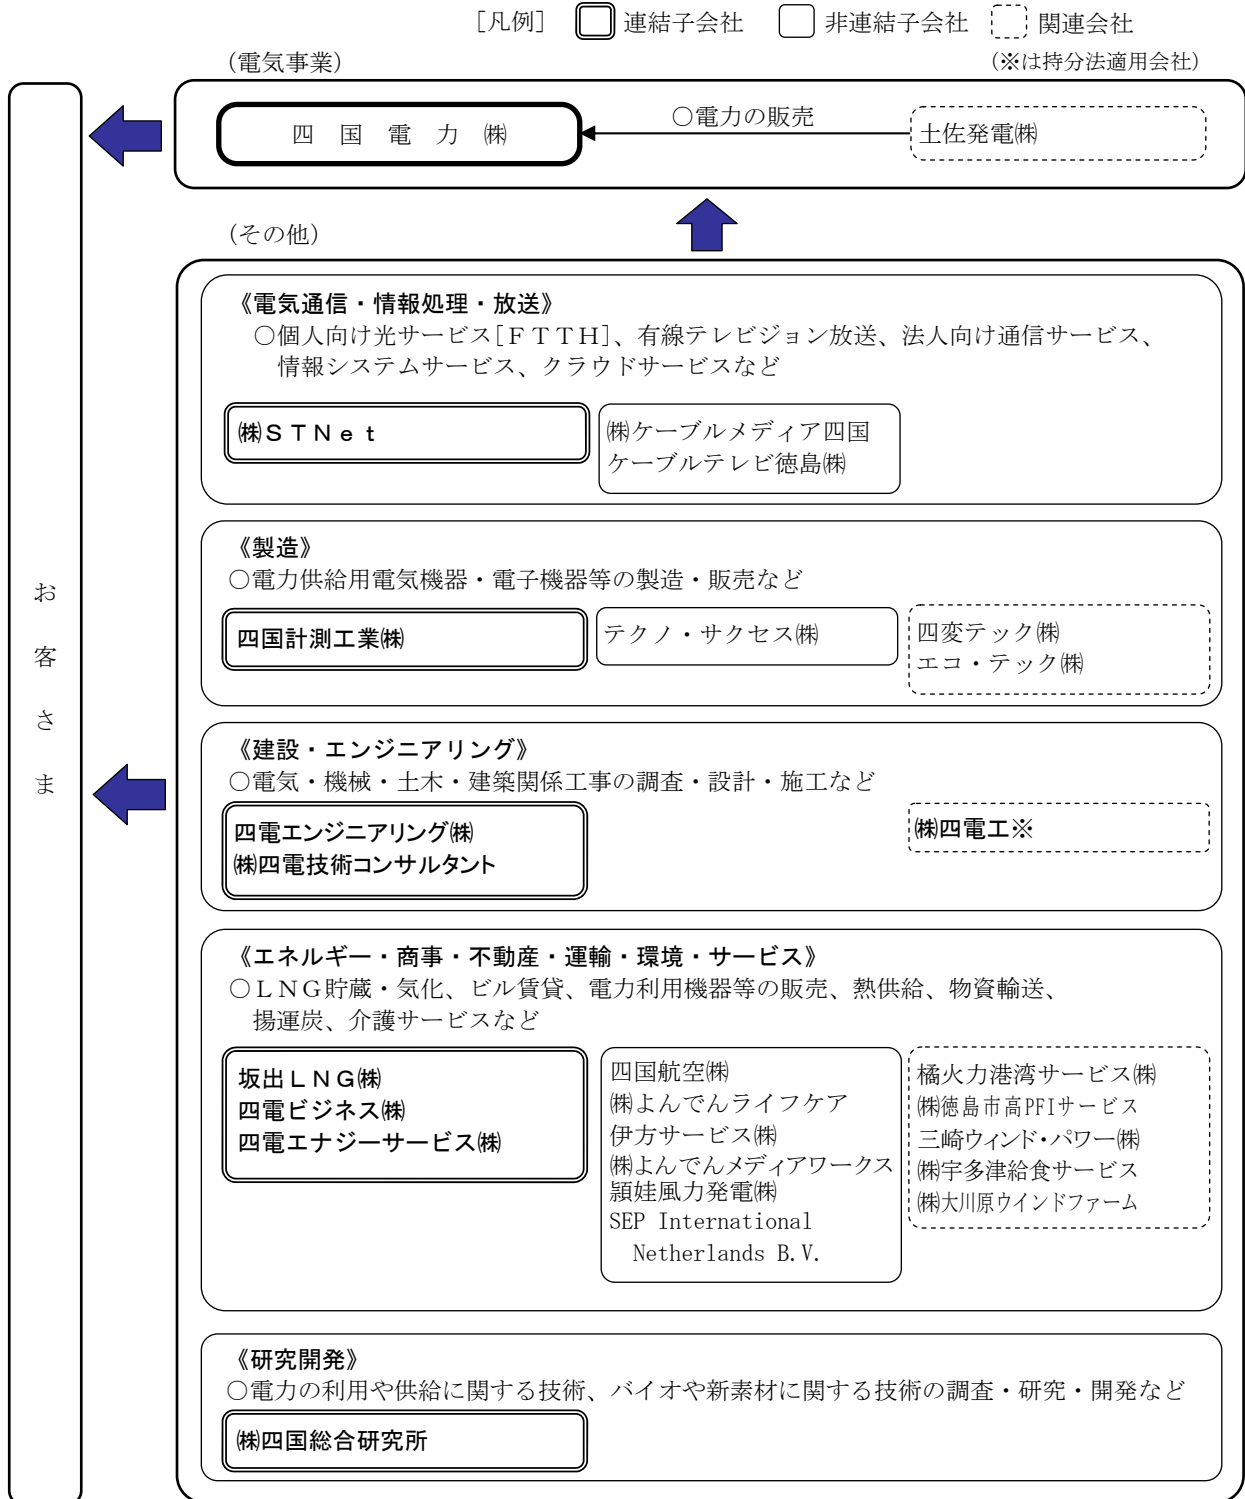 ［凡例］ 連結子会社 非連結子会社 関連会社
（電気事業） （※は持分法適用会社）
四国電力㈱ ○電力の販売 土佐発電㈱
（その他）
《電気通信・情報処理・放送》
○個人向け光サービス[ＦＴＴＨ]、有線テレビジョン放送、法人向け通信サービス、
情報システムサービス、クラウドサービスなど
㈱ＳＴＮｅｔ
㈱ケーブルメディア四国
ケーブルテレビ徳島㈱
《製造》
○電力供給用電気機器・電子機器等の製造・販売など
四国計測工業㈱
テクノ・サクセス㈱
四変テック㈱
エコ・テック㈱
お客さま
《建設・エンジニアリング》
○電気・機械・土木・建築関係工事の調査・設計・施工など
四電エンジニアリング㈱
㈱四電技術コンサルタント
㈱四電工※
《エネルギー・商事・不動産・運輸・環境・サービス》
○ＬＮＧ貯蔵・気化、ビル賃貸、電力利用機器等の販売、熱供給、物資輸送、
揚運炭、介護サービスなど
坂出ＬＮＧ㈱
四電ビジネス㈱
四電エナジーサービス㈱
四国航空㈱
㈱よんでんライフケア
伊方サービス㈱
㈱よんでんメディアワークス
頴娃風力発電㈱
SEP International
Netherlands B.V.
橘火力港湾サービス㈱
㈱徳島市高PFIサービス
三崎ウィンド・パワー㈱
㈱宇多津給食サービス
㈱大川原ウインドファーム
《研究開発》
○電力の利用や供給に関する技術、バイオや新素材に関する技術の調査・研究・開発など
㈱四国総合研究所